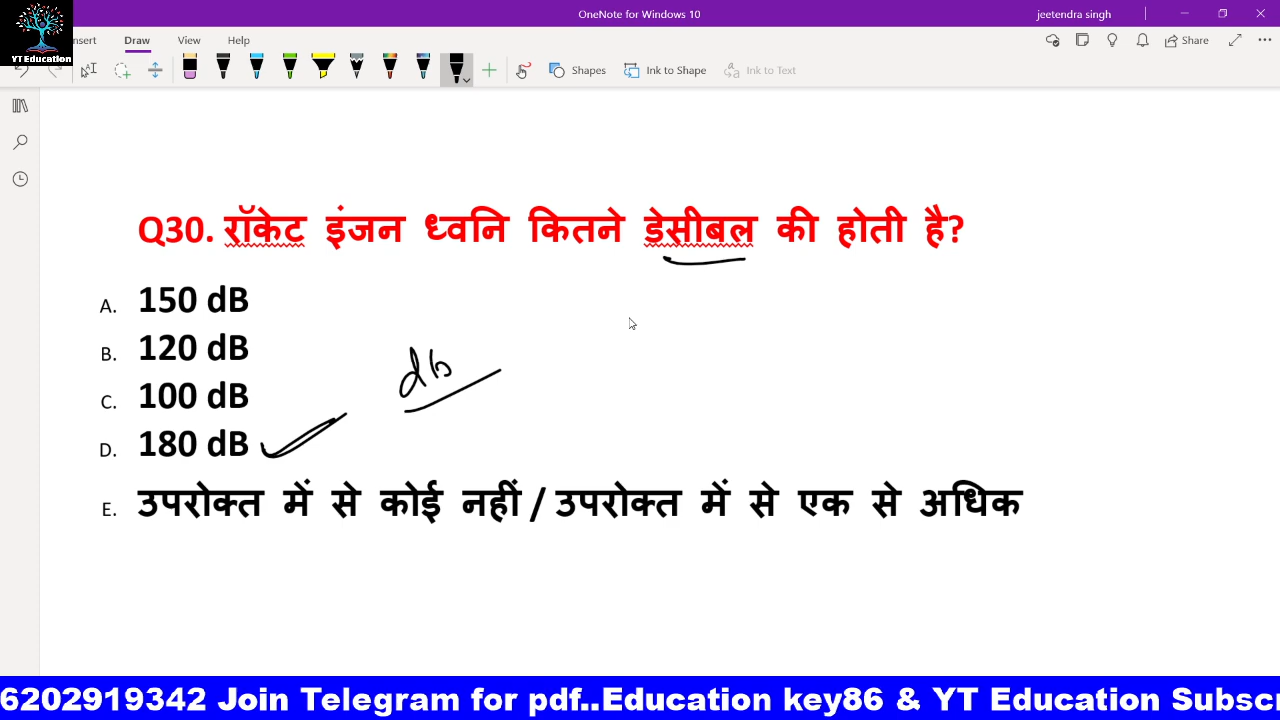 OneNote for Windows 10
jeetendra singh
YT Education
nsert Draw View Help
Share
Shapes Ink to Shape Ink to Text
Q30. रॉकेट इंजन ध्वनि कितने डेसीबल की होती है?
A. 150 dB
B. 120 dB
db
C. 100 dB
D. 180 dB
E. उपरोक्त में से कोई नहीं / उपरोक्त में से एक से अधिक
6202919342 Join Telegram for pdf..Education key86 & YT Education Subsc